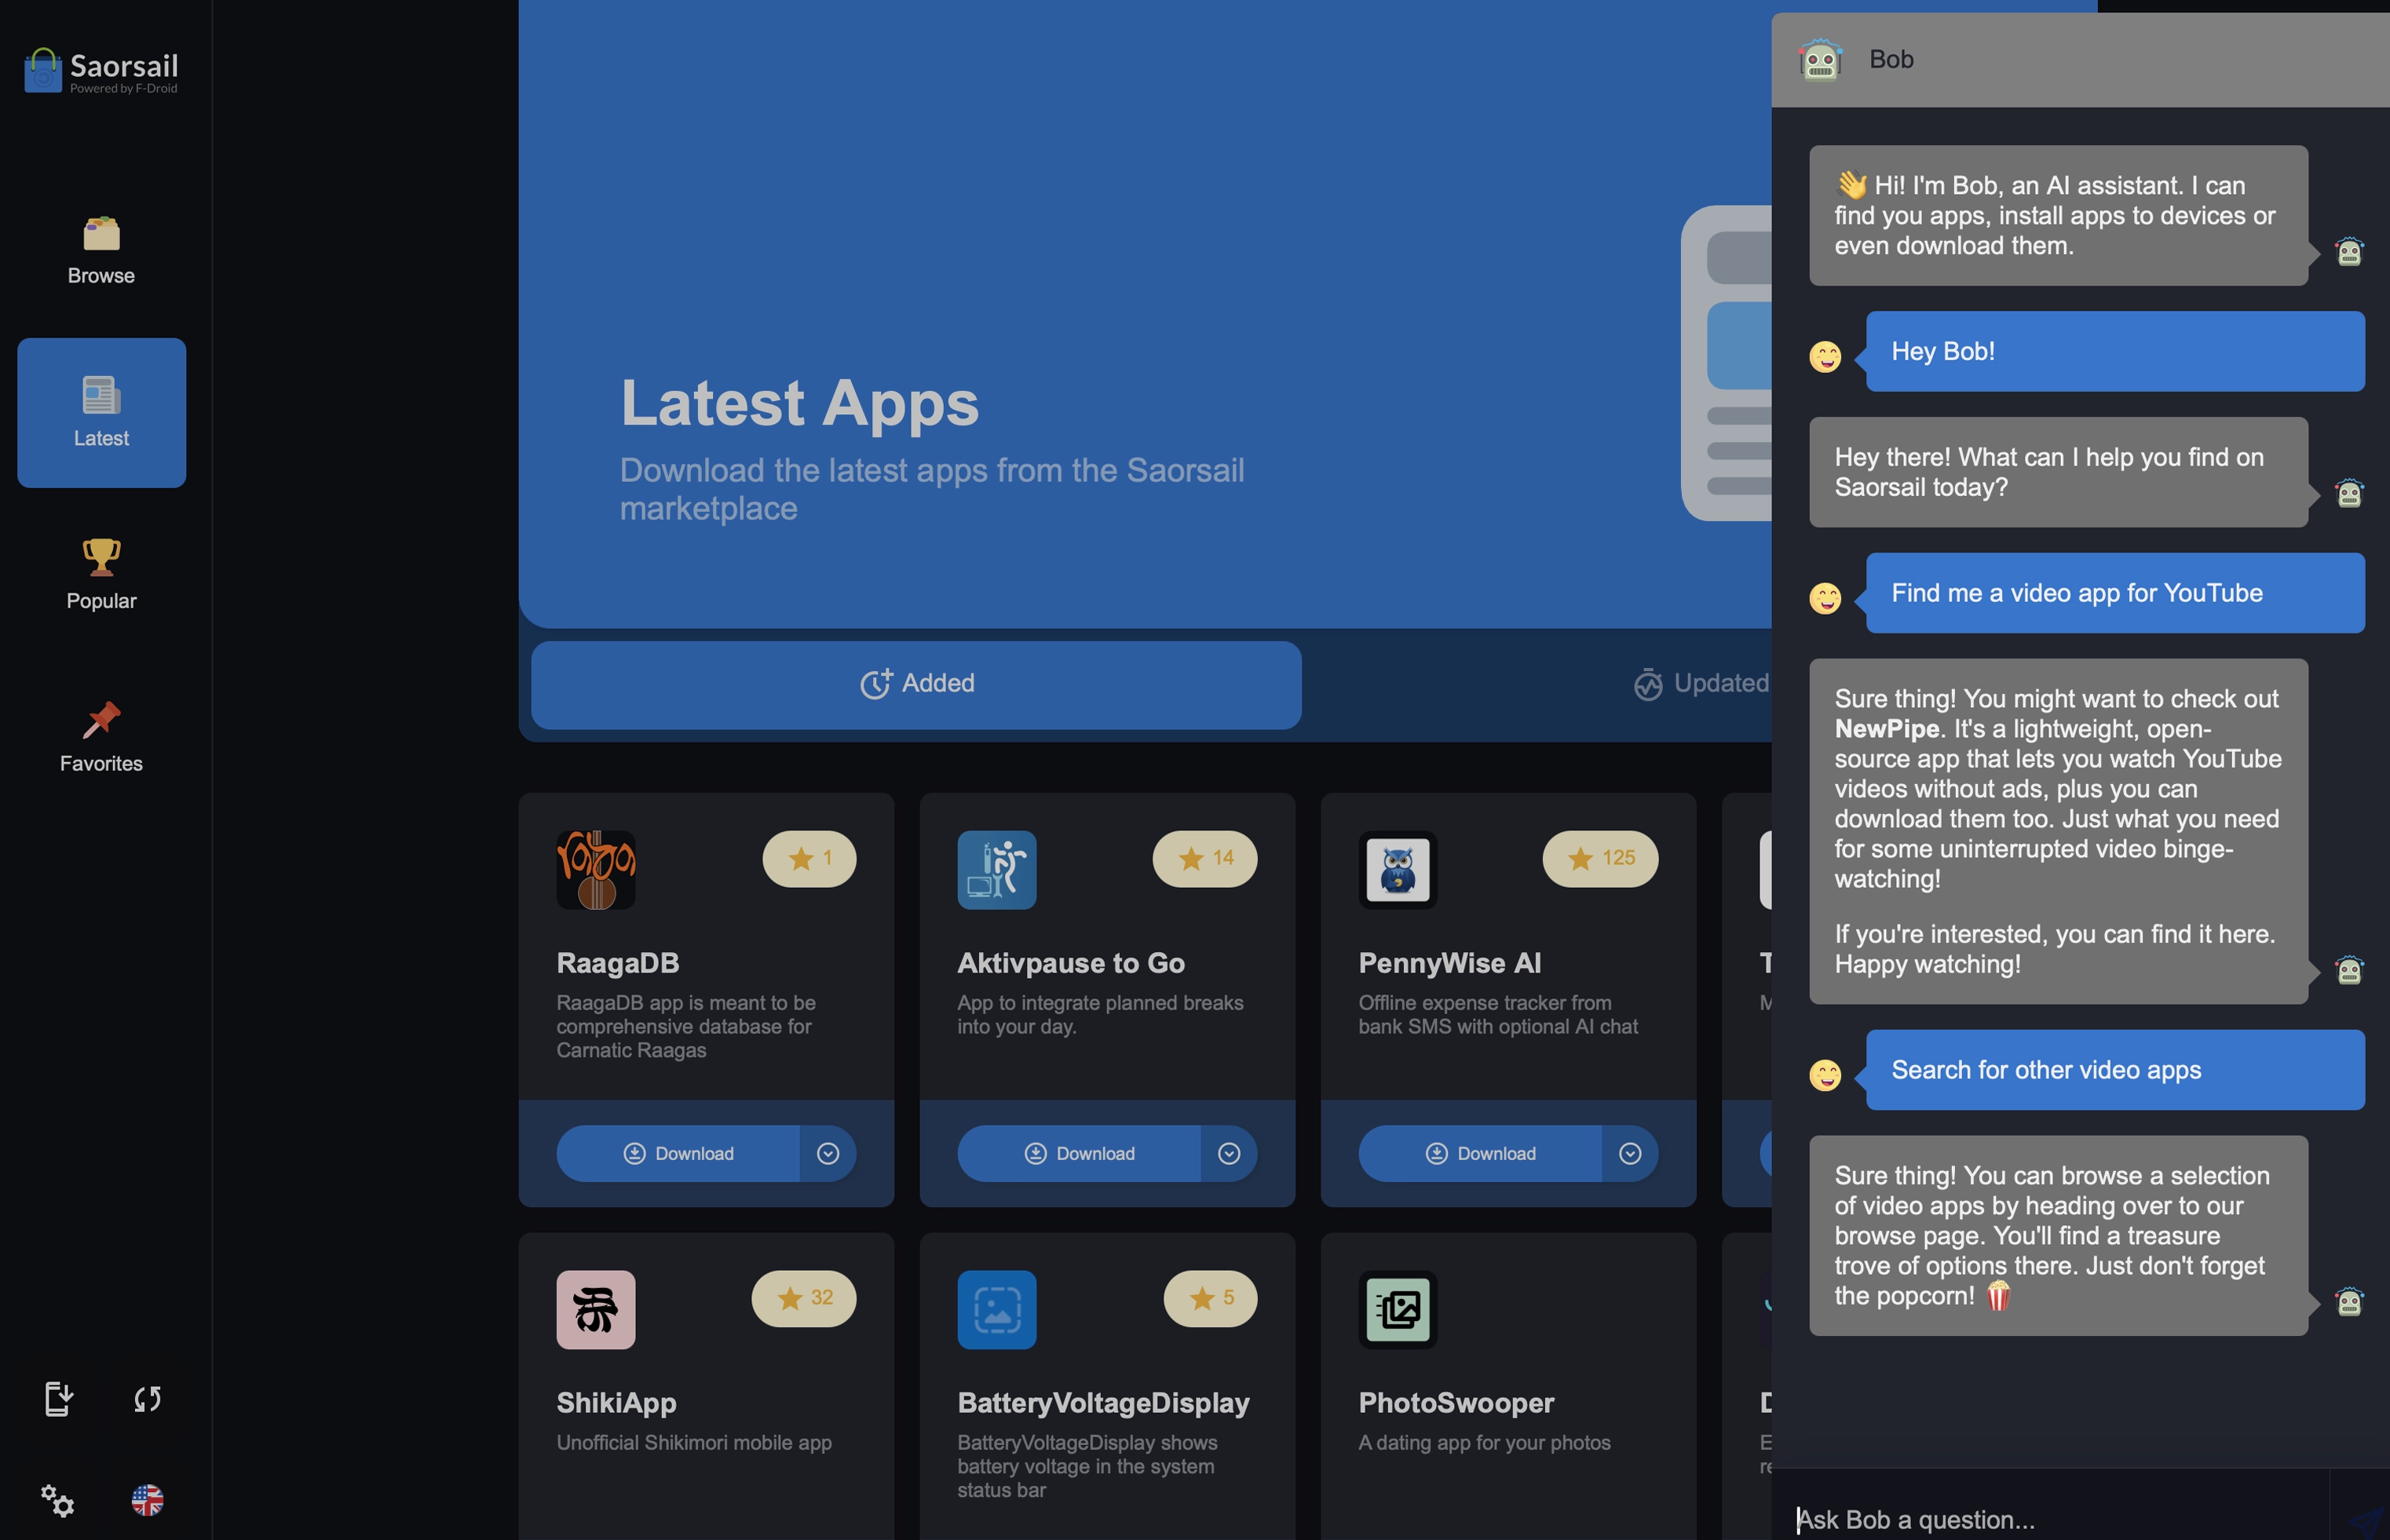 Saorsail
Powered by F-Droid
Browse
Latest
Popular
Favorites
Latest Apps
Download the latest apps from the Saorsail
marketplace
Added
Updated
1
RaagaDB
RaagaDB app is meant to be
comprehensive database for
Carnatic Raagas
Download
14
Aktivpause to Go
App to integrate planned breaks
into your day.
Download
125
PennyWise AI
Offline expense tracker from
bank SMS with optional AI chat
Download
T
M
32
ShikiApp
Unofficial Shikimori mobile app
5
BatteryVoltageDisplay
BatteryVoltageDisplay shows
battery voltage in the system
status bar
PhotoSwooper
A dating app for your photos
E
re
Bob
👋 Hi! I'm Bob, an AI assistant. I can
find you apps, install apps to devices or
even download them.
Hey Bob!
Hey there! What can I help you find on
Saorsail today?
Find me a video app for YouTube
Sure thing! You might want to check out
NewPipe. It's a lightweight, open-
source app that lets you watch YouTube
videos without ads, plus you can
download them too. Just what you need
for some uninterrupted video binge-
watching!
If you're interested, you can find it here.
Happy watching!
Search for other video apps
Sure thing! You can browse a selection
of video apps by heading over to our
browse page. You'll find a treasure
trove of options there. Just don't forget
the popcorn! 🍿
Ask Bob a question...